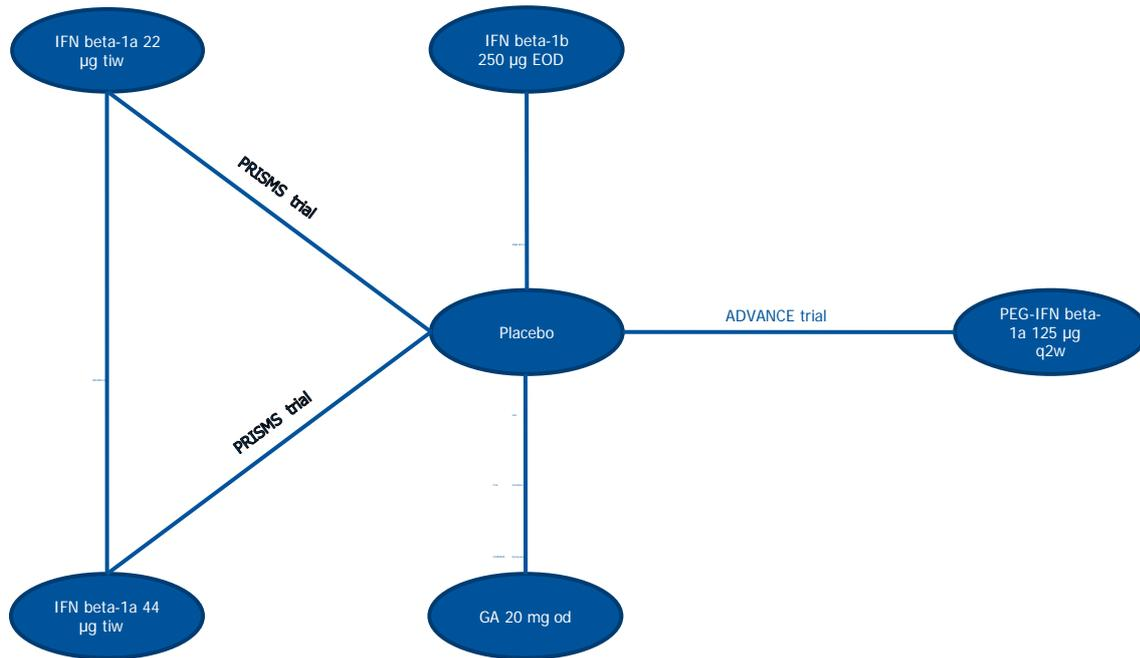 IFN beta-1a 22
µg tiw
IFN beta-1b
250 µg EOD
PRISMS trial
Placebo
ADVANCE trial
PEG-IFN beta-
1a 125 µg
q2w
PRISMS trial
IFN beta-1a 44
µg tiw
GA 20 mg od